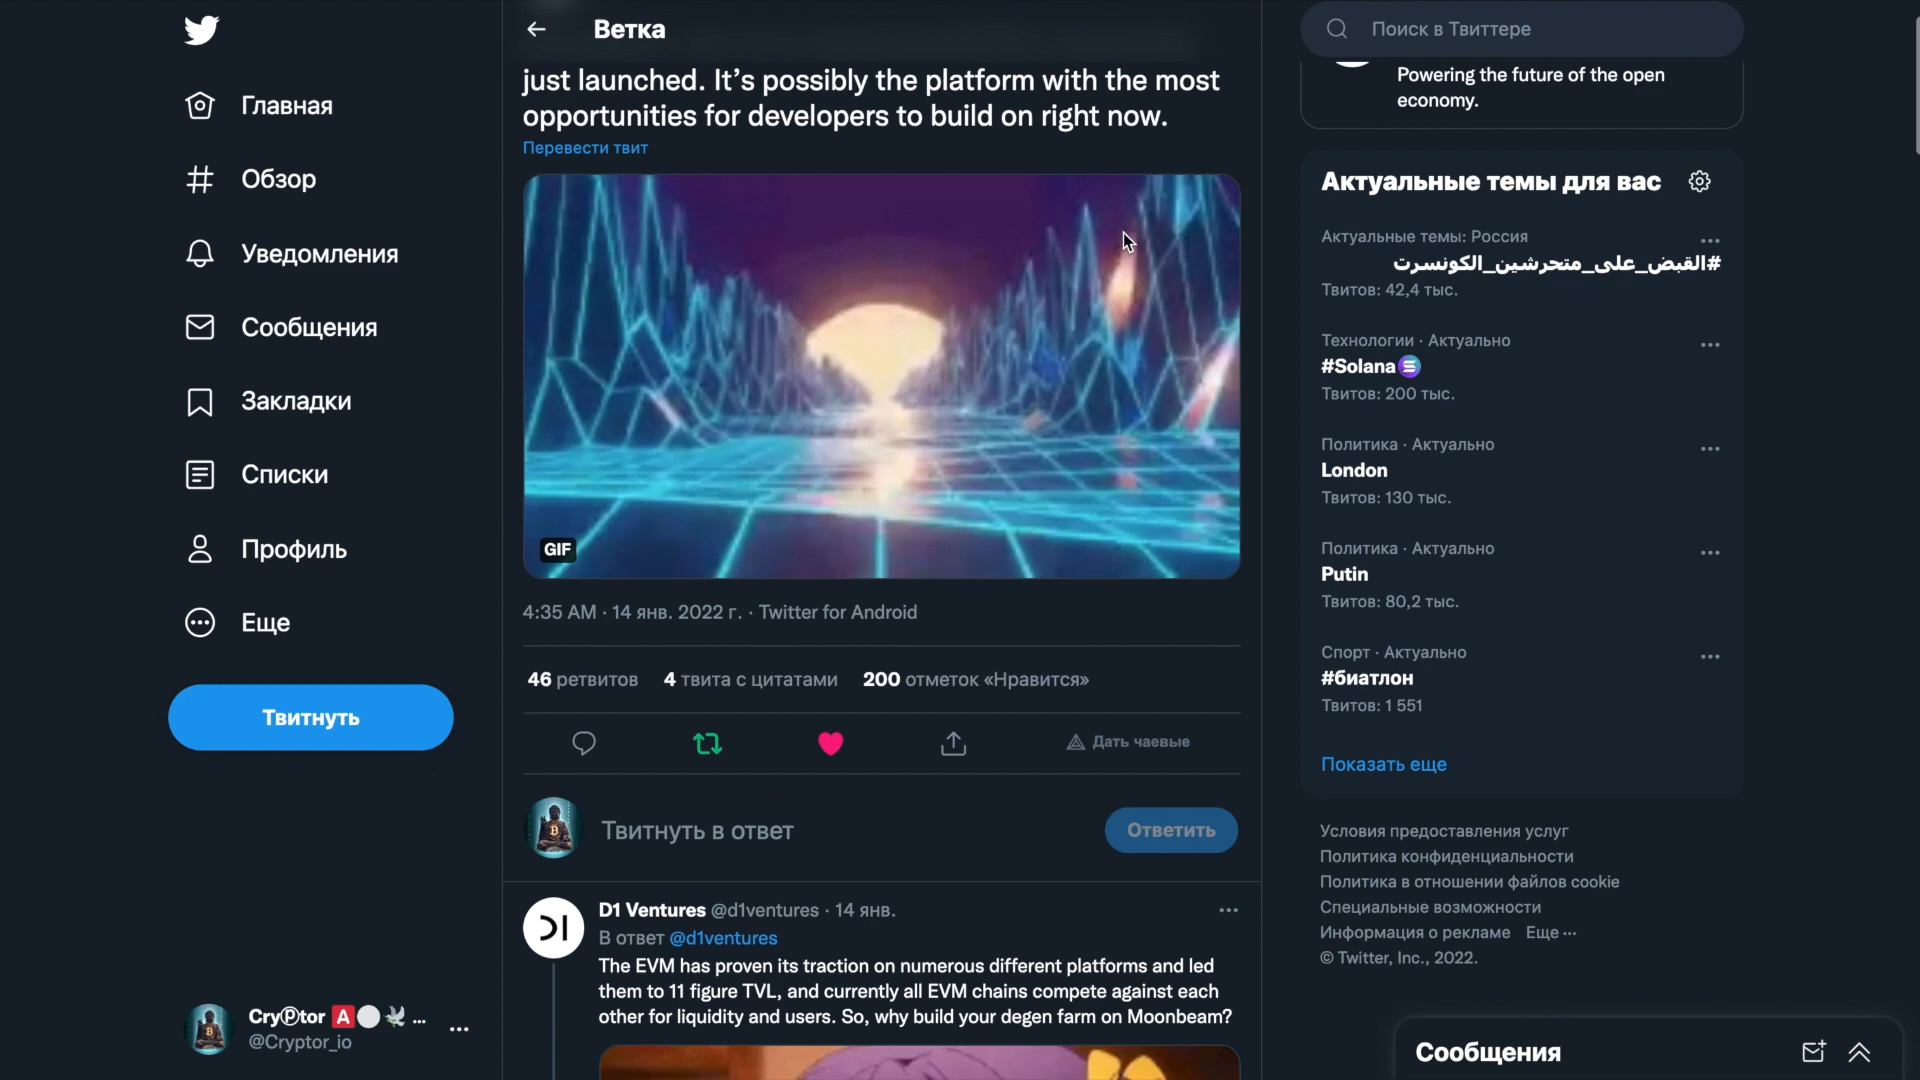 Главная
Обзор
Уведомления
Сообщения
Закладки
Списки
Профиль
Еще
Твитнуть
CryⓅtor 🅰⚪🕊 ...
@Cryptor_io
Ветка
just launched. It’s possibly the platform with the most
opportunities for developers to build on right now.
Перевести твит
GIF
4:35 AM · 14 янв. 2022 г. · Twitter for Android
46 ретвитов 4 твита с цитатами 200 отметок «Нравится»
Дать чаевые
Твитнуть в ответ
Ответить
D1 Ventures @d1ventures · 14 янв.
В ответ @d1ventures
The EVM has proven its traction on numerous different platforms and led
them to 11 figure TVL, and currently all EVM chains compete against each
other for liquidity and users. So, why build your degen farm on Moonbeam?
Поиск в Твиттере
Powering the future of the open
economy.
Актуальные темы для вас
Актуальные темы: Россия
#القبض_على_متحرشين_الكونسرت
Твитов: 42,4 тыс.
Технологии · Актуально
#Solana
Твитов: 200 тыс.
Политика · Актуально
London
Твитов: 130 тыс.
Политика · Актуально
Putin
Твитов: 80,2 тыс.
Спорт · Актуально
#биатлон
Твитов: 1 551
Показать еще
Условия предоставления услуг
Политика конфиденциальности
Политика в отношении файлов cookie
Специальные возможности
Информация о рекламе Еще ···
© Twitter, Inc., 2022.
Сообщения